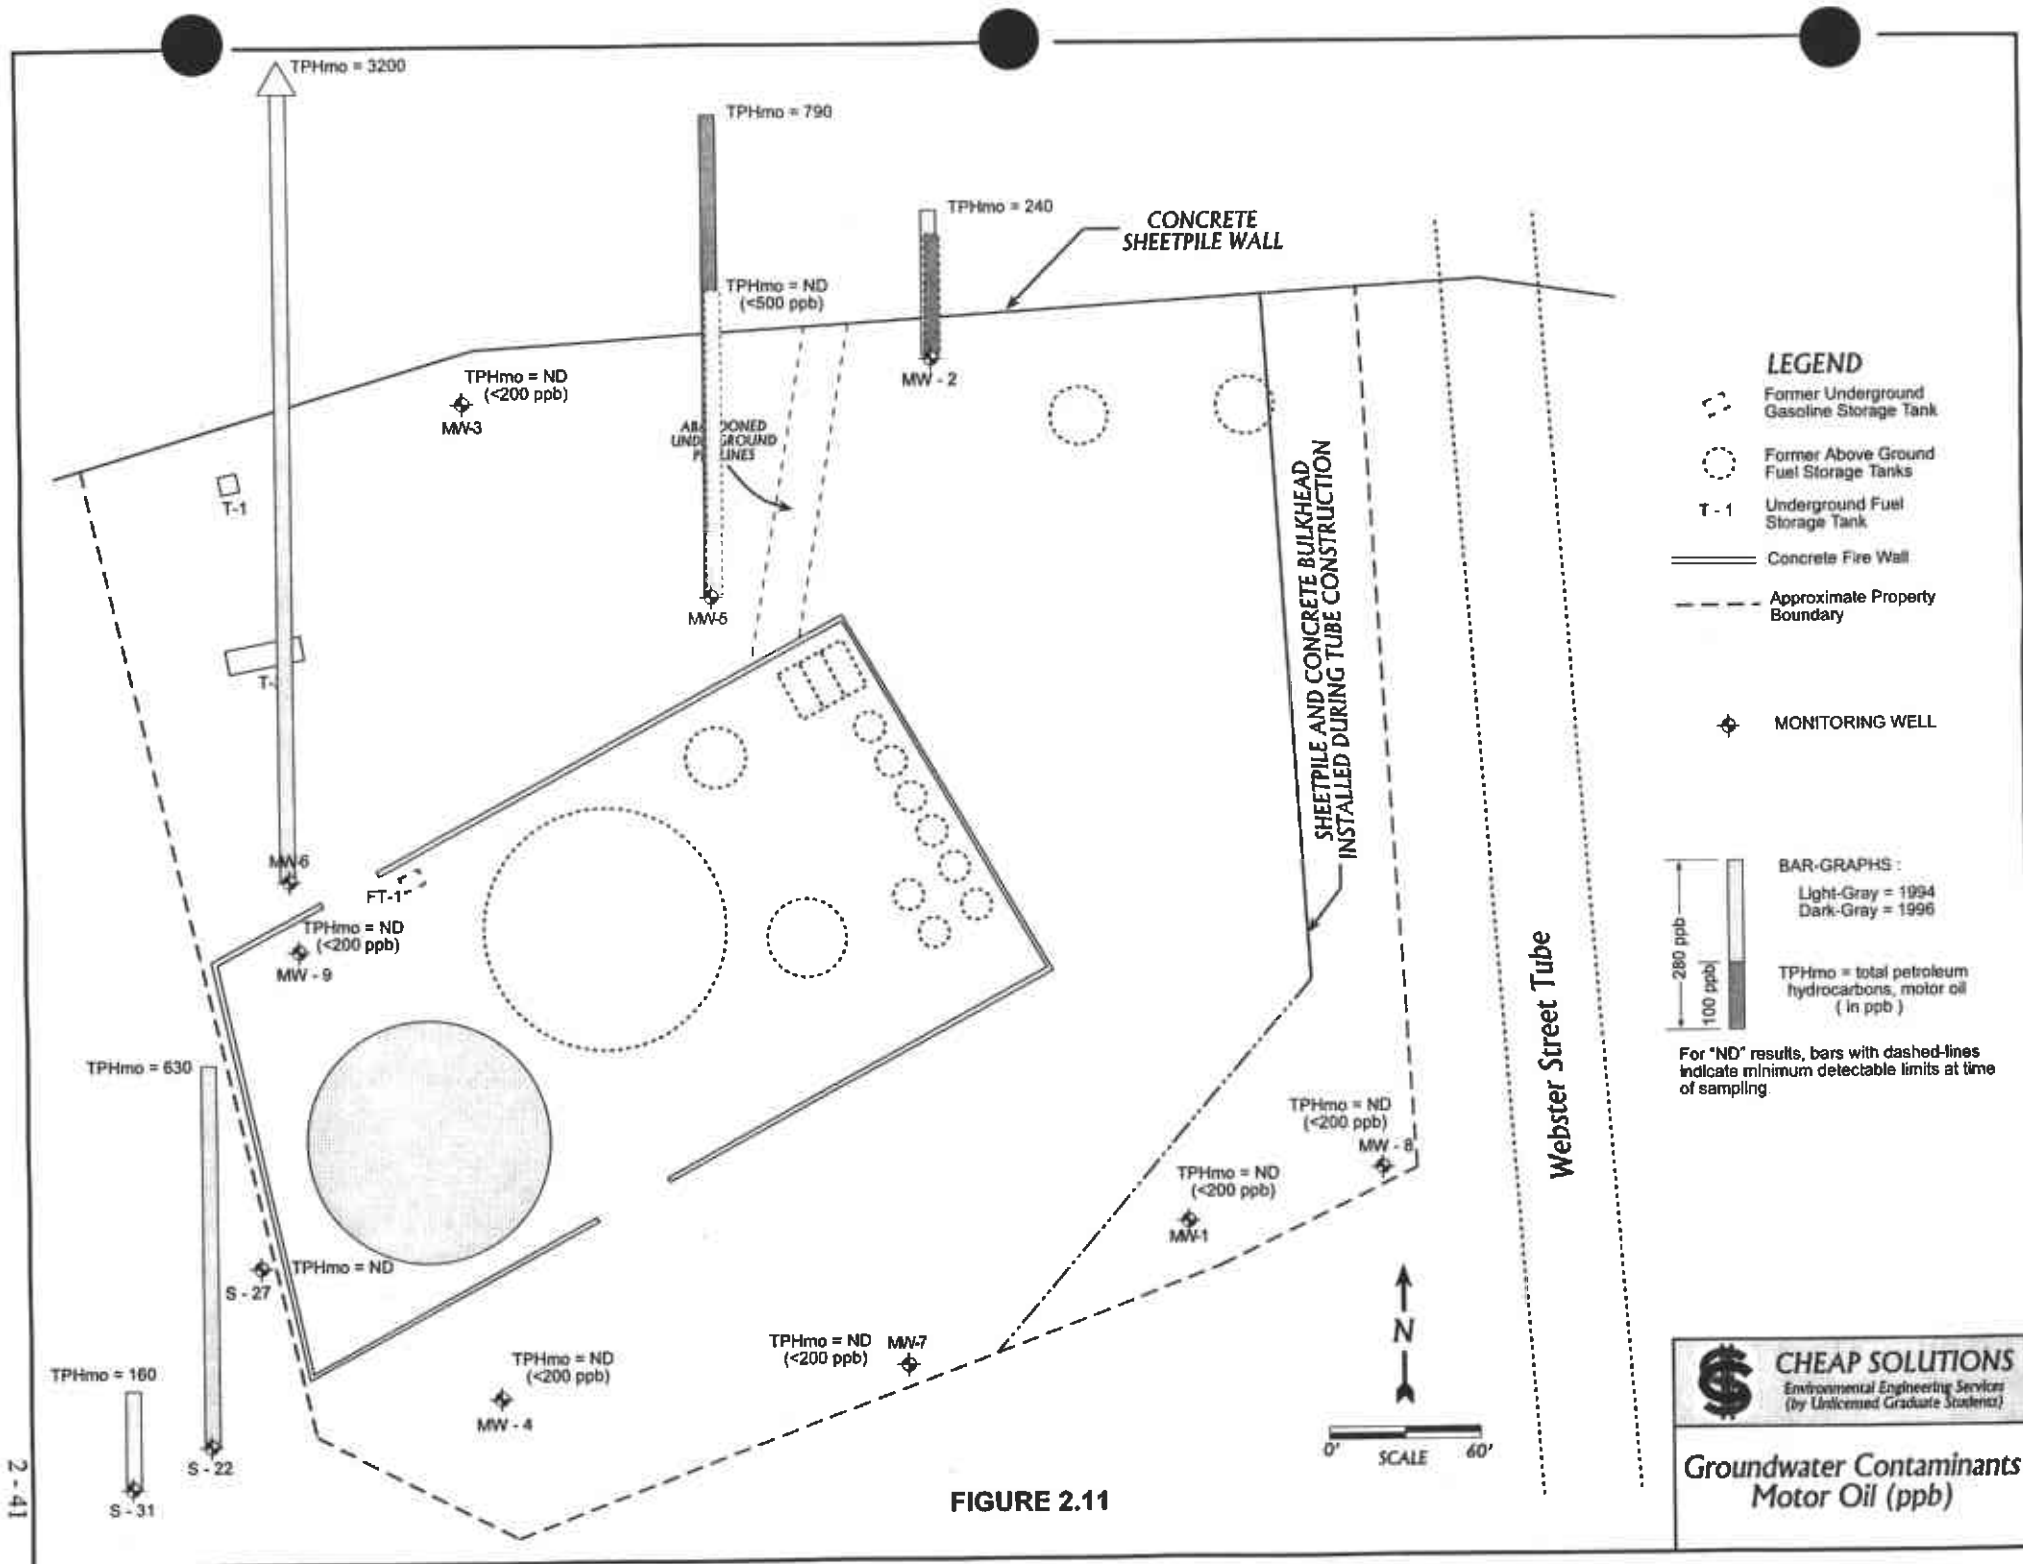 TPHmo = 3200
TPHmo = 790
TPHmo = 240
CONCRETE
SHEETPILE WALL
TPHmo = ND
(<500 ppb)
TPHmo = ND
(<200 ppb)
MW-3
MW - 2
T-1
MW-5
SHEETPILE AND CONCRETE BULKHEAD
INSTALLED DURING TUBE CONSTRUCTION
MW-6
FT-1
TPHmo = ND
(<200 ppb)
MW - 9
TPHmo = 630
TPHmo = ND
S - 27
TPHmo = 160
S - 22
S - 31
TPHmo = ND
(<200 ppb)
MW - 4
TPHmo = ND
(<200 ppb)
MW-7
TPHmo = ND
(<200 ppb)
MW-1
TPHmo = ND
(<200 ppb)
MW - 8
Webster Street Tube
N
0'
60'
SCALE
LEGEND
Former Underground
Gasoline Storage Tank
Former Above Ground
Fuel Storage Tanks
T - 1
Underground Fuel
Storage Tank
Concrete Fire Wall
Approximate Property
Boundary
MONITORING WELL
280 ppb
100 ppb
BAR-GRAPHS :
Light-Gray = 1994
Dark-Gray = 1996
TPHmo = total petroleum
hydrocarbons, motor oil
( in ppb )
For "ND" results, bars with dashed-lines
indicate minimum detectable limits at time
of sampling
CHEAP SOLUTIONS
Environmental Engineering Services
(by Unlicensed Graduate Students)
Groundwater Contaminants
Motor Oil (ppb)
FIGURE 2.11
2 - 41